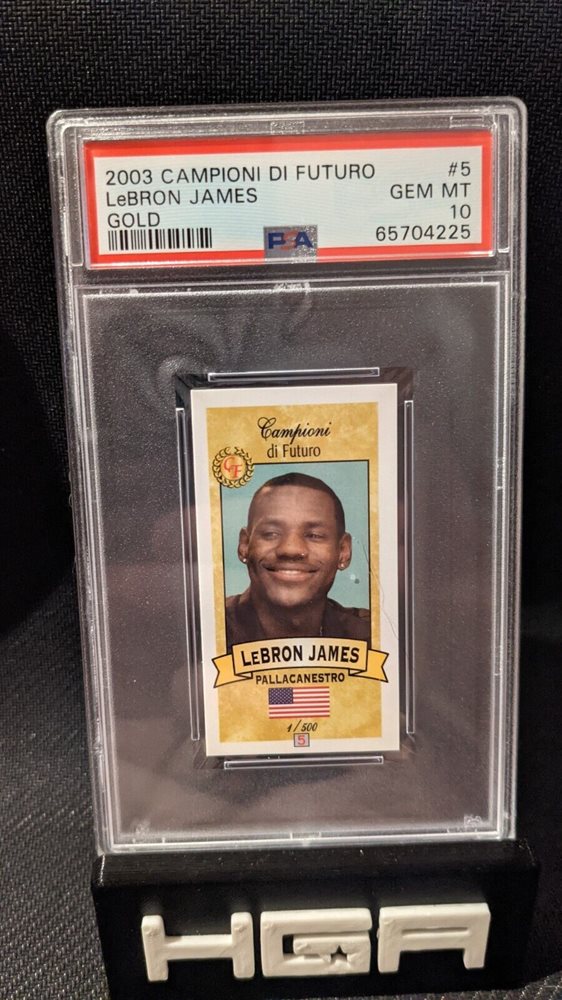 2003 CAMPIONI DI FUTURO #5
LeBRON JAMES GEM MT
GOLD 10
PSA 65704225
Campioni
di Futuro
CF
LEBRON JAMES
PALLACANESTRO
1/500
5
HGA